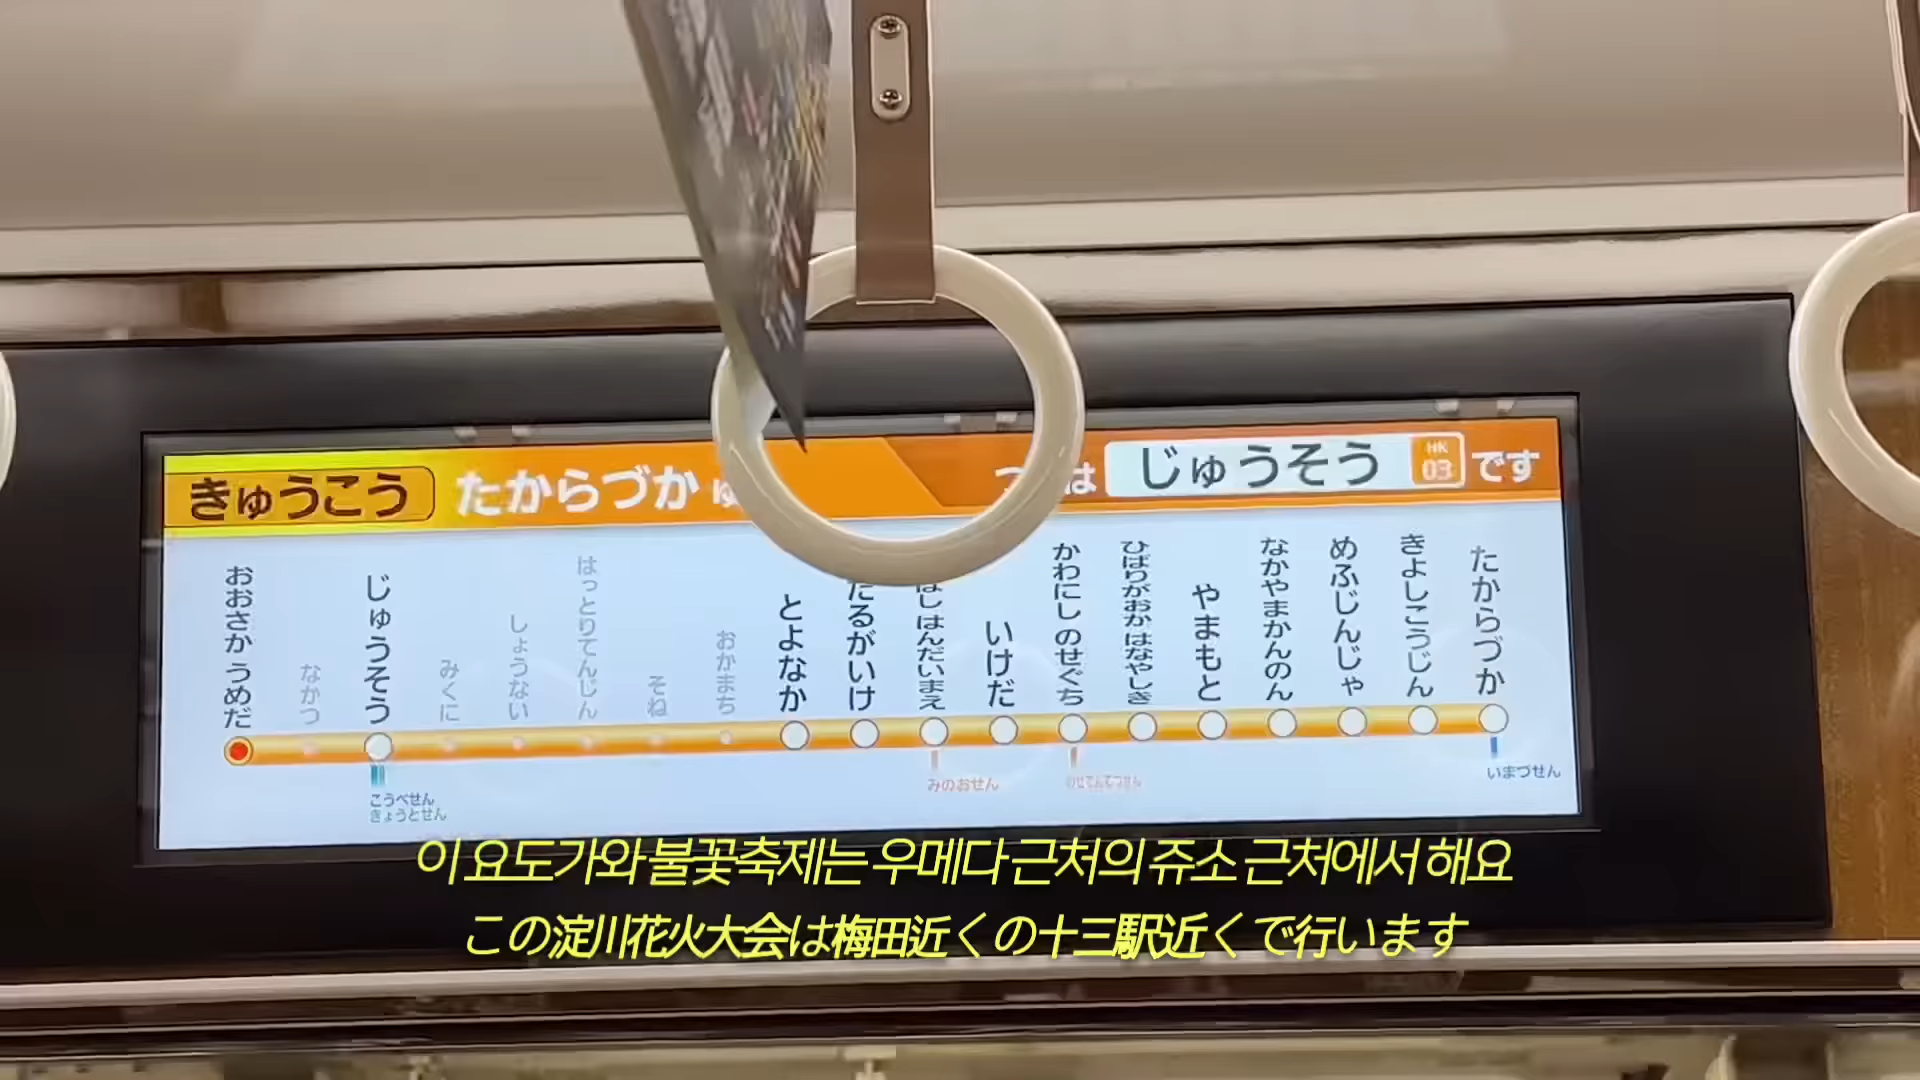 きゅうこう たからづか
は じゅうそう HK 03 です
おおさか うめだ
なかつ
じゅうそう
みくに
しょうない
はっとりてんじん
そね
おかまち
とよなか
たるがいけ
ばし はんだいまえ
いけだ
かわにし のせぐち
ひばりがおか はなやしき
やまもと
なかやまかんのん
めふじんじゃ
きよしこうじん
たからづか
こうべせん
きょうとせん
みのおせん
のせでんてつせん
いまづせん
이 요도가와 불꽃축제는 우메다 근처의 쥬소 근처에서 해요
この淀川花火大会は梅田近くの十三駅近くで行います